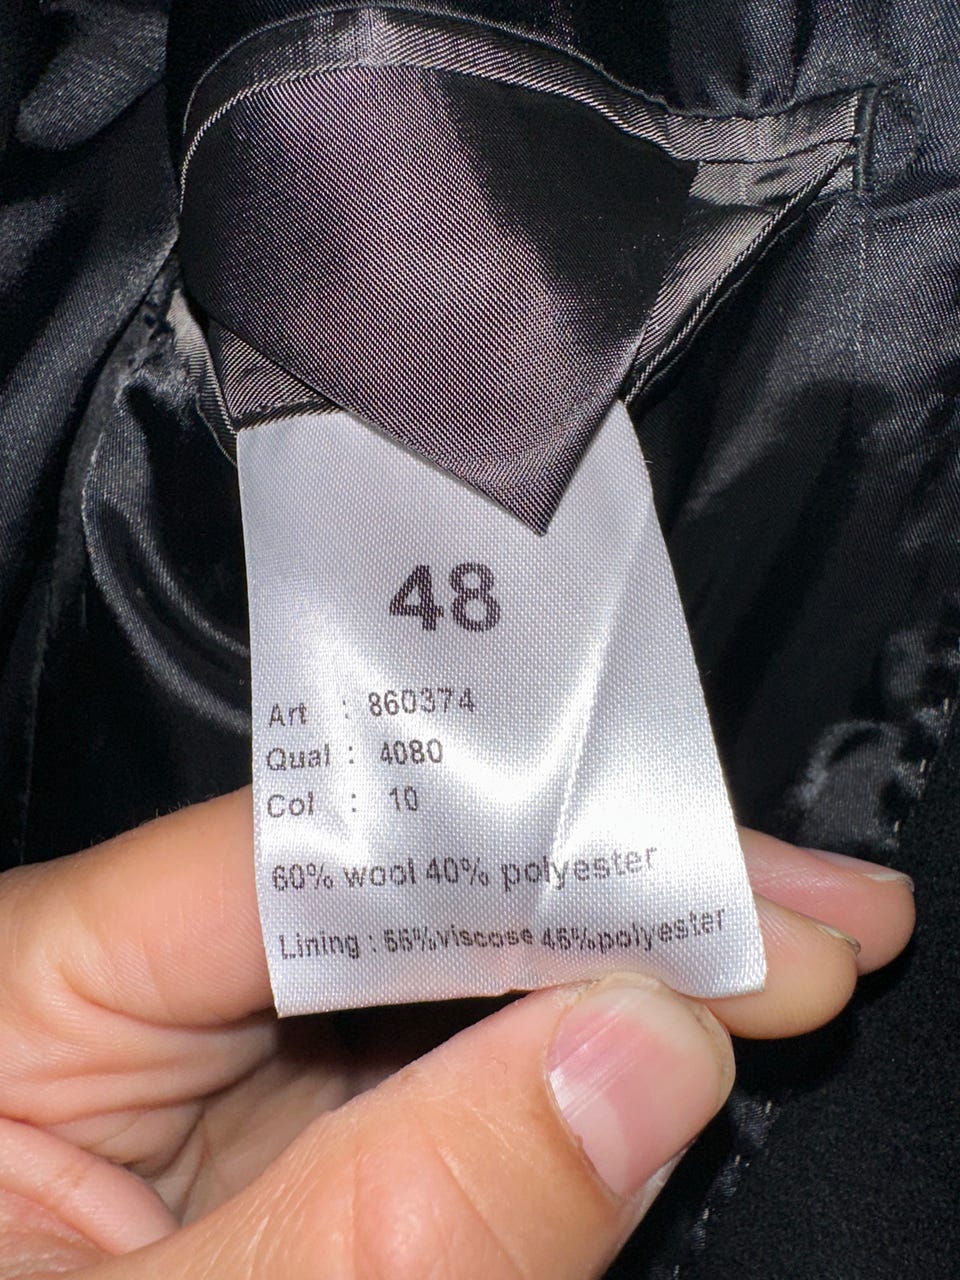 48
Art : 860374
Qual : 4080
Col : 10
60% wool 40% polyester
Lining : 55%viscose 45%polyester